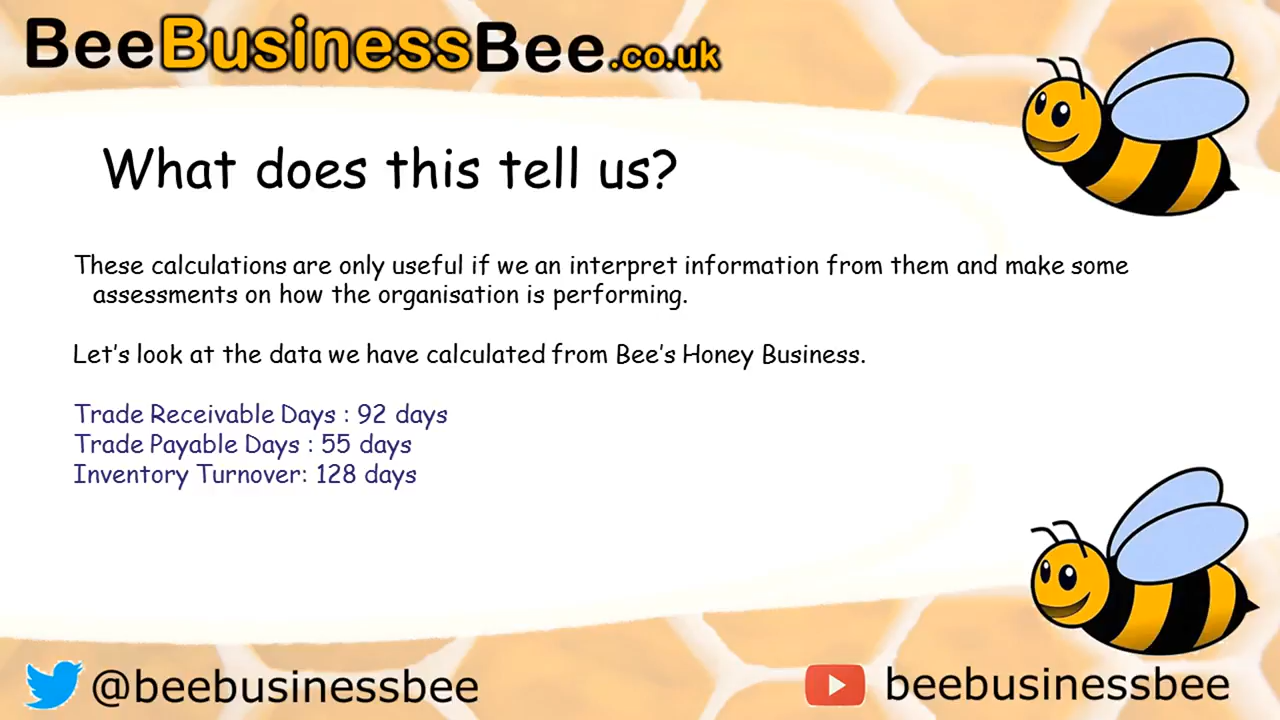 BeeBusinessBee.co.uk
What does this tell us?
These calculations are only useful if we an interpret information from them and make some
assessments on how the organisation is performing.
Let's look at the data we have calculated from Bee's Honey Business.
Trade Receivable Days : 92 days
Trade Payable Days : 55 days
Inventory Turnover: 128 days
@beebusinessbee
beebusinessbee